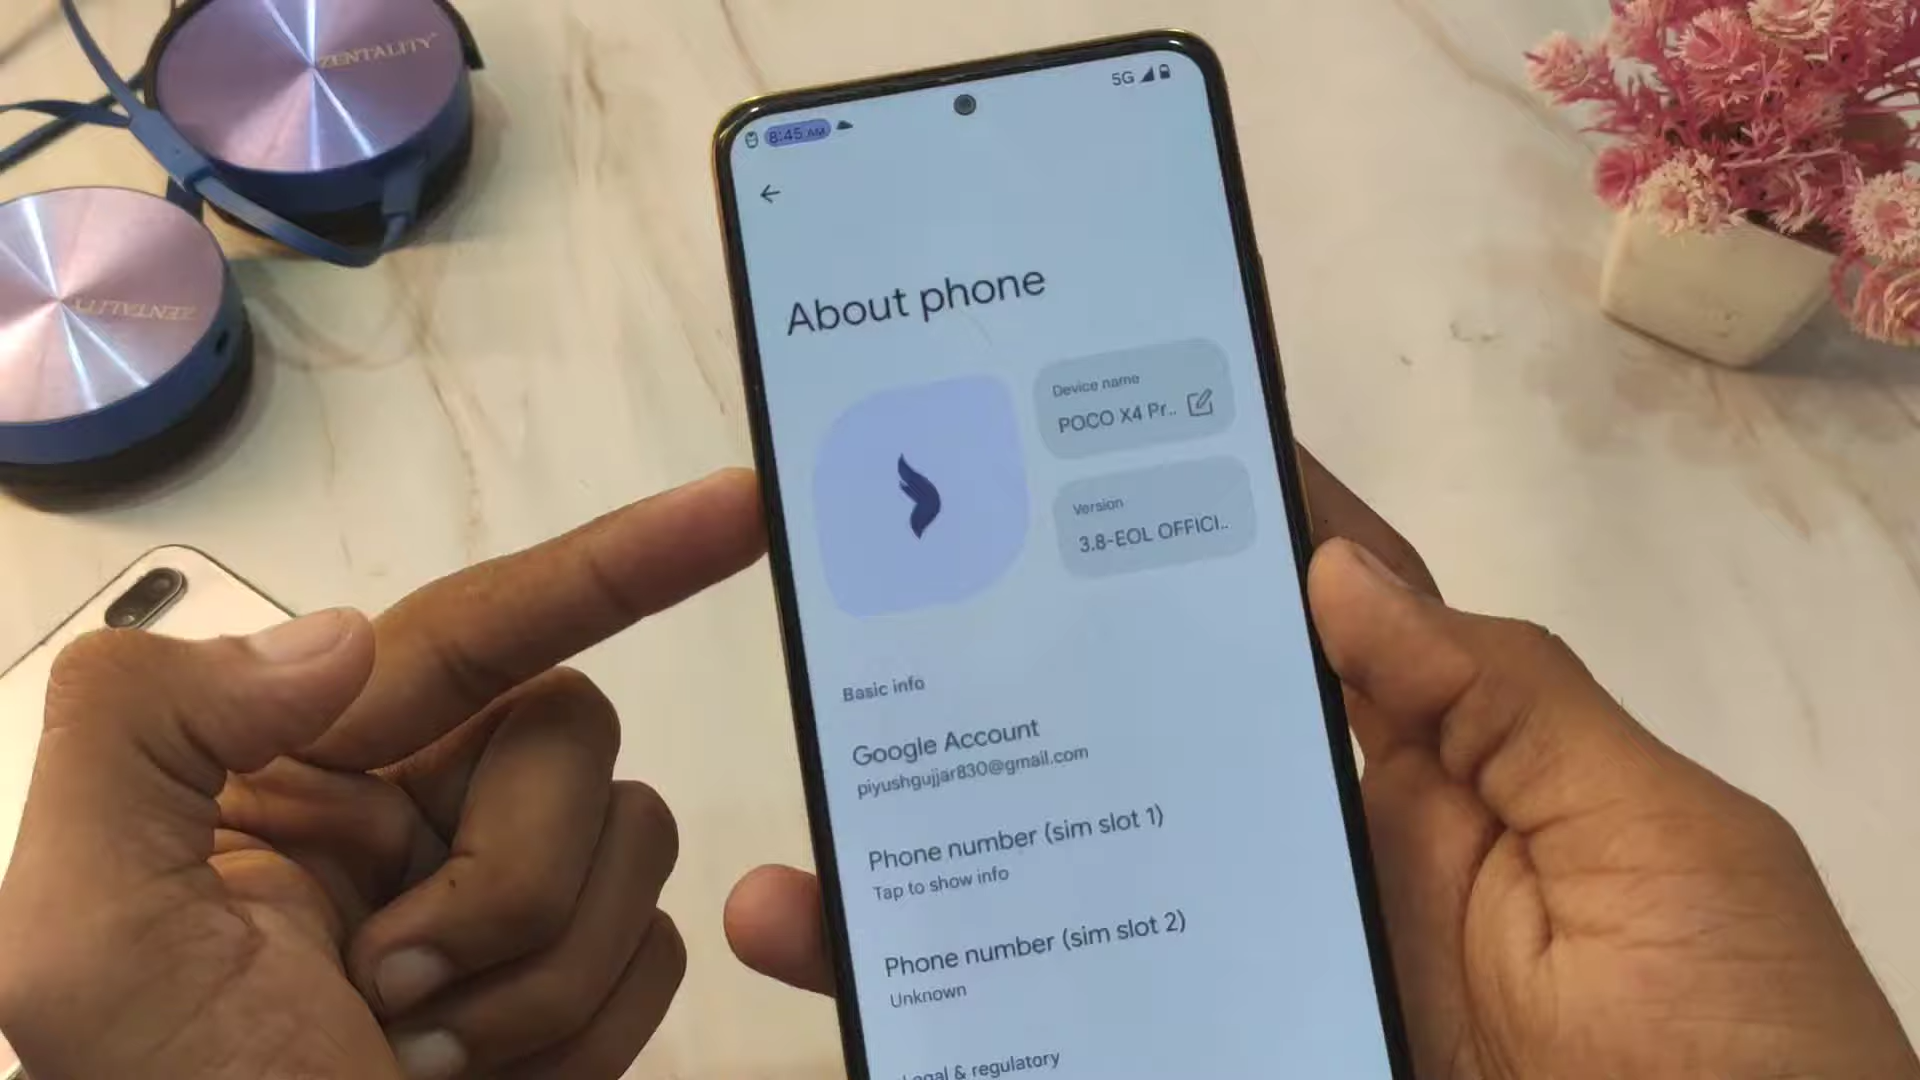 ZENTALITY
ZENTALITY
5G
8:45 AM
About phone
Device name
POCO X4 Pr..
Version
3.8-EOL OFFICI..
Basic info
Google Account
piyushgujjar830@gmail.com
Phone number (sim slot 1)
Tap to show info
Phone number (sim slot 2)
Unknown
Legal & regulatory